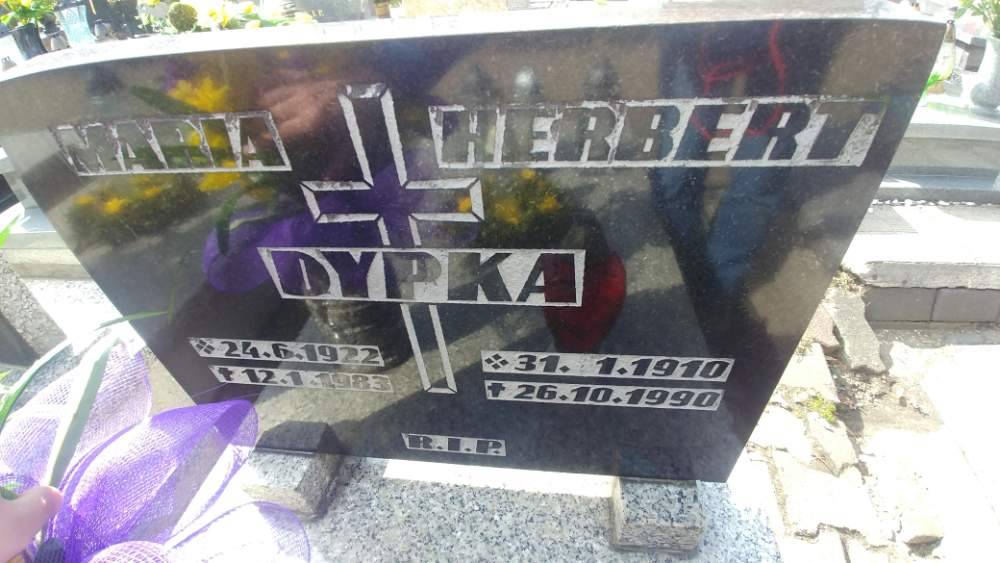 MARIA HERBERT
DYPKA
❖ 24.6.1922
✝ 12.1.1983
❖ 31. 1.1910
✝ 26.10.1990
R.I.P.